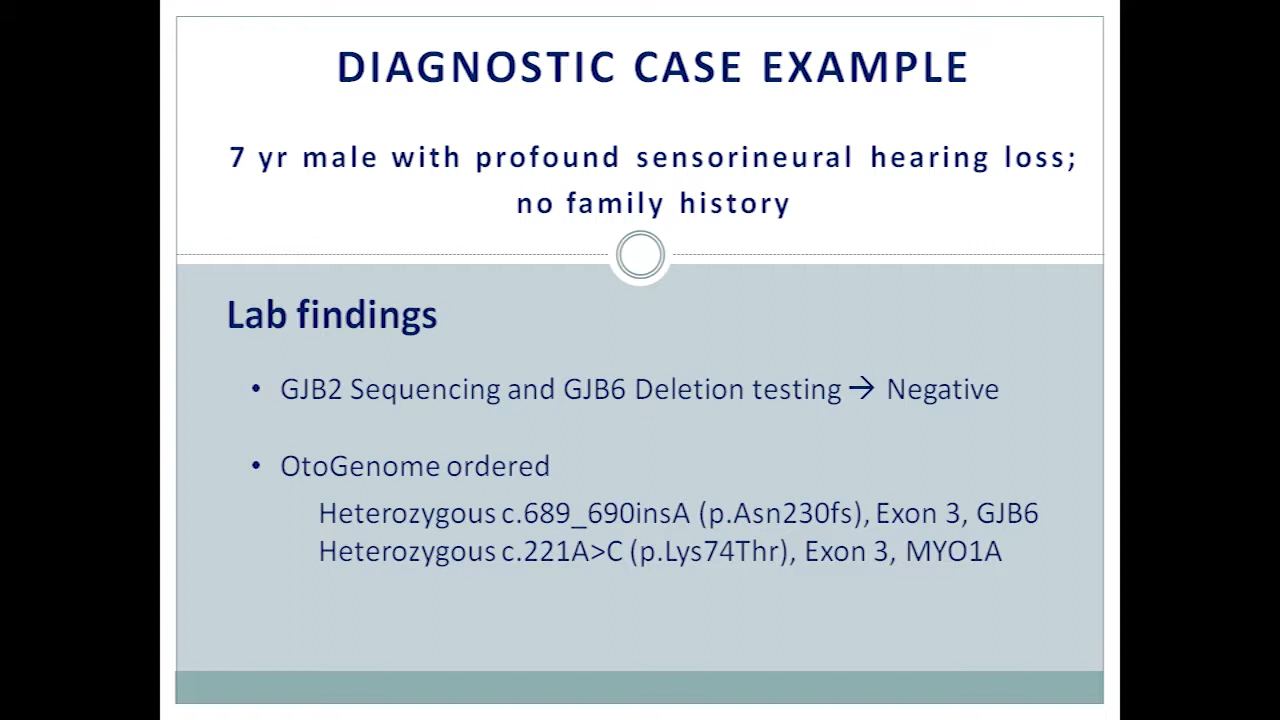 DIAGNOSTIC CASE EXAMPLE
7 yr male with profound sensorineural hearing loss;
no family history
Lab findings
• GJB2 Sequencing and GJB6 Deletion testing → Negative
• OtoGenome ordered
Heterozygous c.689_690insA (p.Asn230fs), Exon 3, GJB6
Heterozygous c.221A>C (p.Lys74Thr), Exon 3, MYO1A